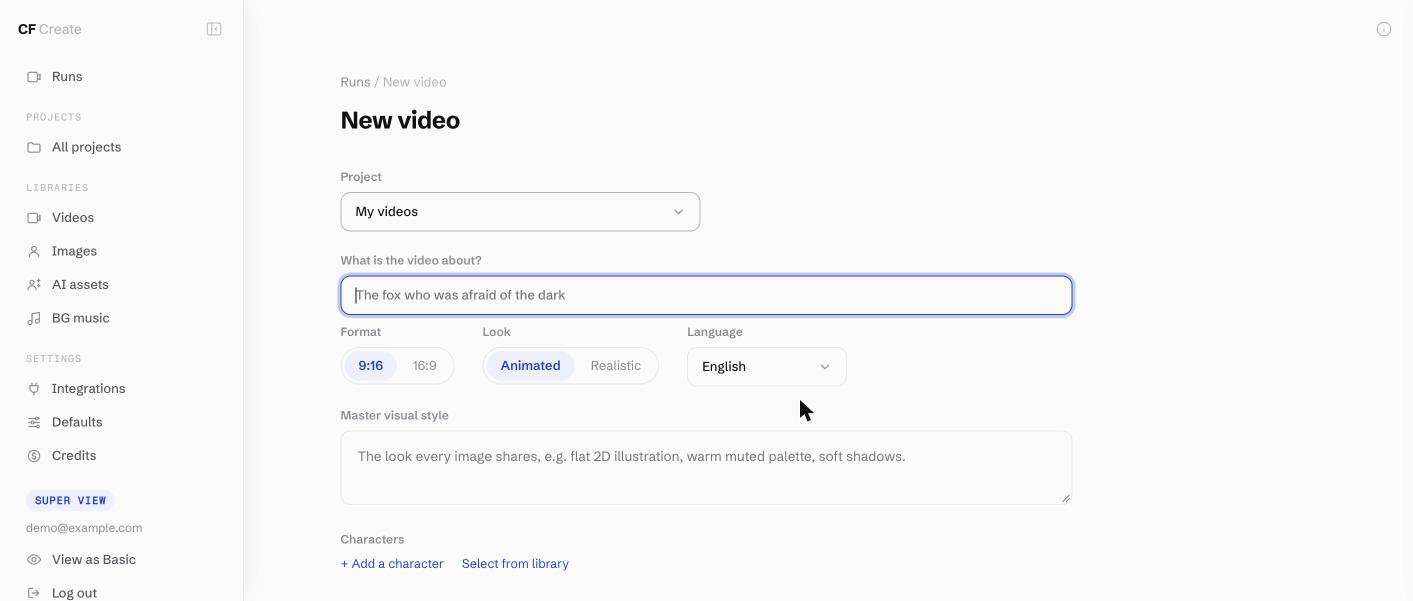 CF Create
Runs
PROJECTS
All projects
LIBRARIES
Videos
Images
AI assets
BG music
SETTINGS
Integrations
Defaults
Credits
SUPER VIEW
demo@example.com
View as Basic
Log out
Runs / New video
New video
Project
My videos
What is the video about?
The fox who was afraid of the dark
Format Look Language
9:16 16:9 Animated Realistic English
Master visual style
The look every image shares, e.g. flat 2D illustration, warm muted palette, soft shadows.
Characters
+ Add a character Select from library